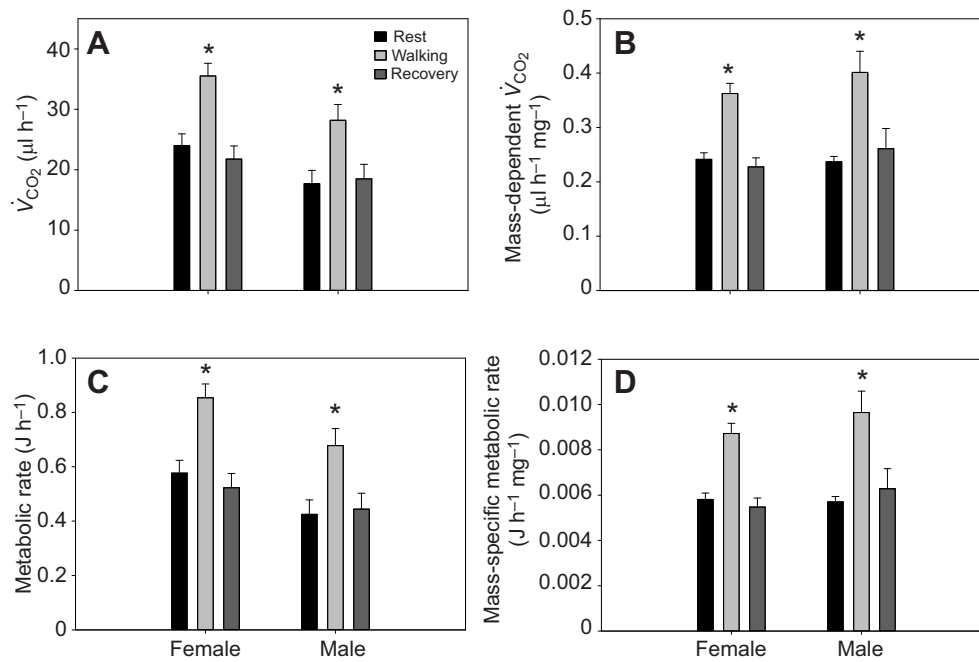 A
Rest
Walking
Recovery
V̇CO₂ (μl h⁻¹)
40
30
20
10
0
*
*
B
Mass-dependent V̇CO₂
(μl h⁻¹ mg⁻¹)
0.5
0.4
0.3
0.2
0.1
0
*
*
C
Metabolic rate (J h⁻¹)
1.0
0.8
0.6
0.4
0.2
0
*
*
Female
Male
D
Mass-specific metabolic rate
(J h⁻¹ mg⁻¹)
0.012
0.010
0.008
0.006
0.004
0.002
0
*
*
Female
Male